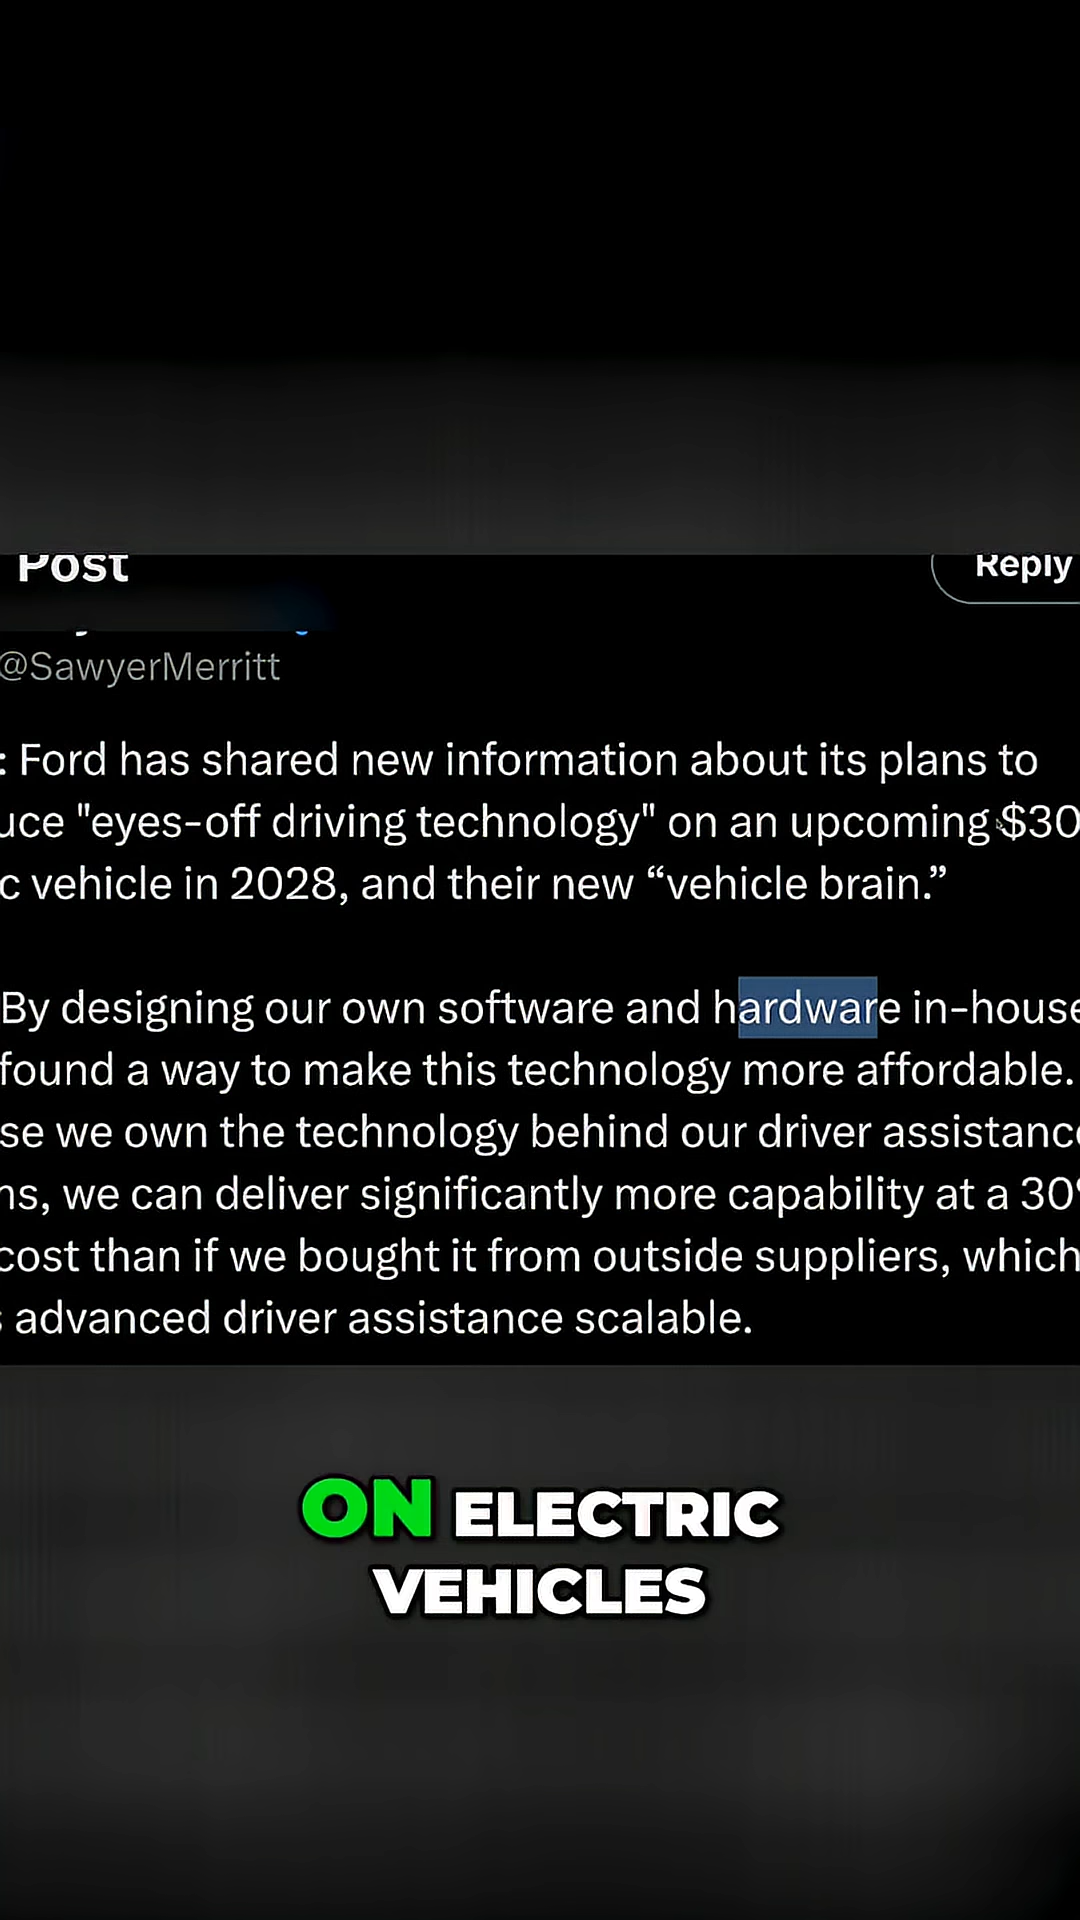 Post
Reply
@SawyerMerritt
: Ford has shared new information about its plans to
uce "eyes-off driving technology" on an upcoming $30
c vehicle in 2028, and their new “vehicle brain.”
By designing our own software and hardware in-house
found a way to make this technology more affordable.
se we own the technology behind our driver assistance
ns, we can deliver significantly more capability at a 30%
cost than if we bought it from outside suppliers, which
s advanced driver assistance scalable.
ON ELECTRIC
VEHICLES